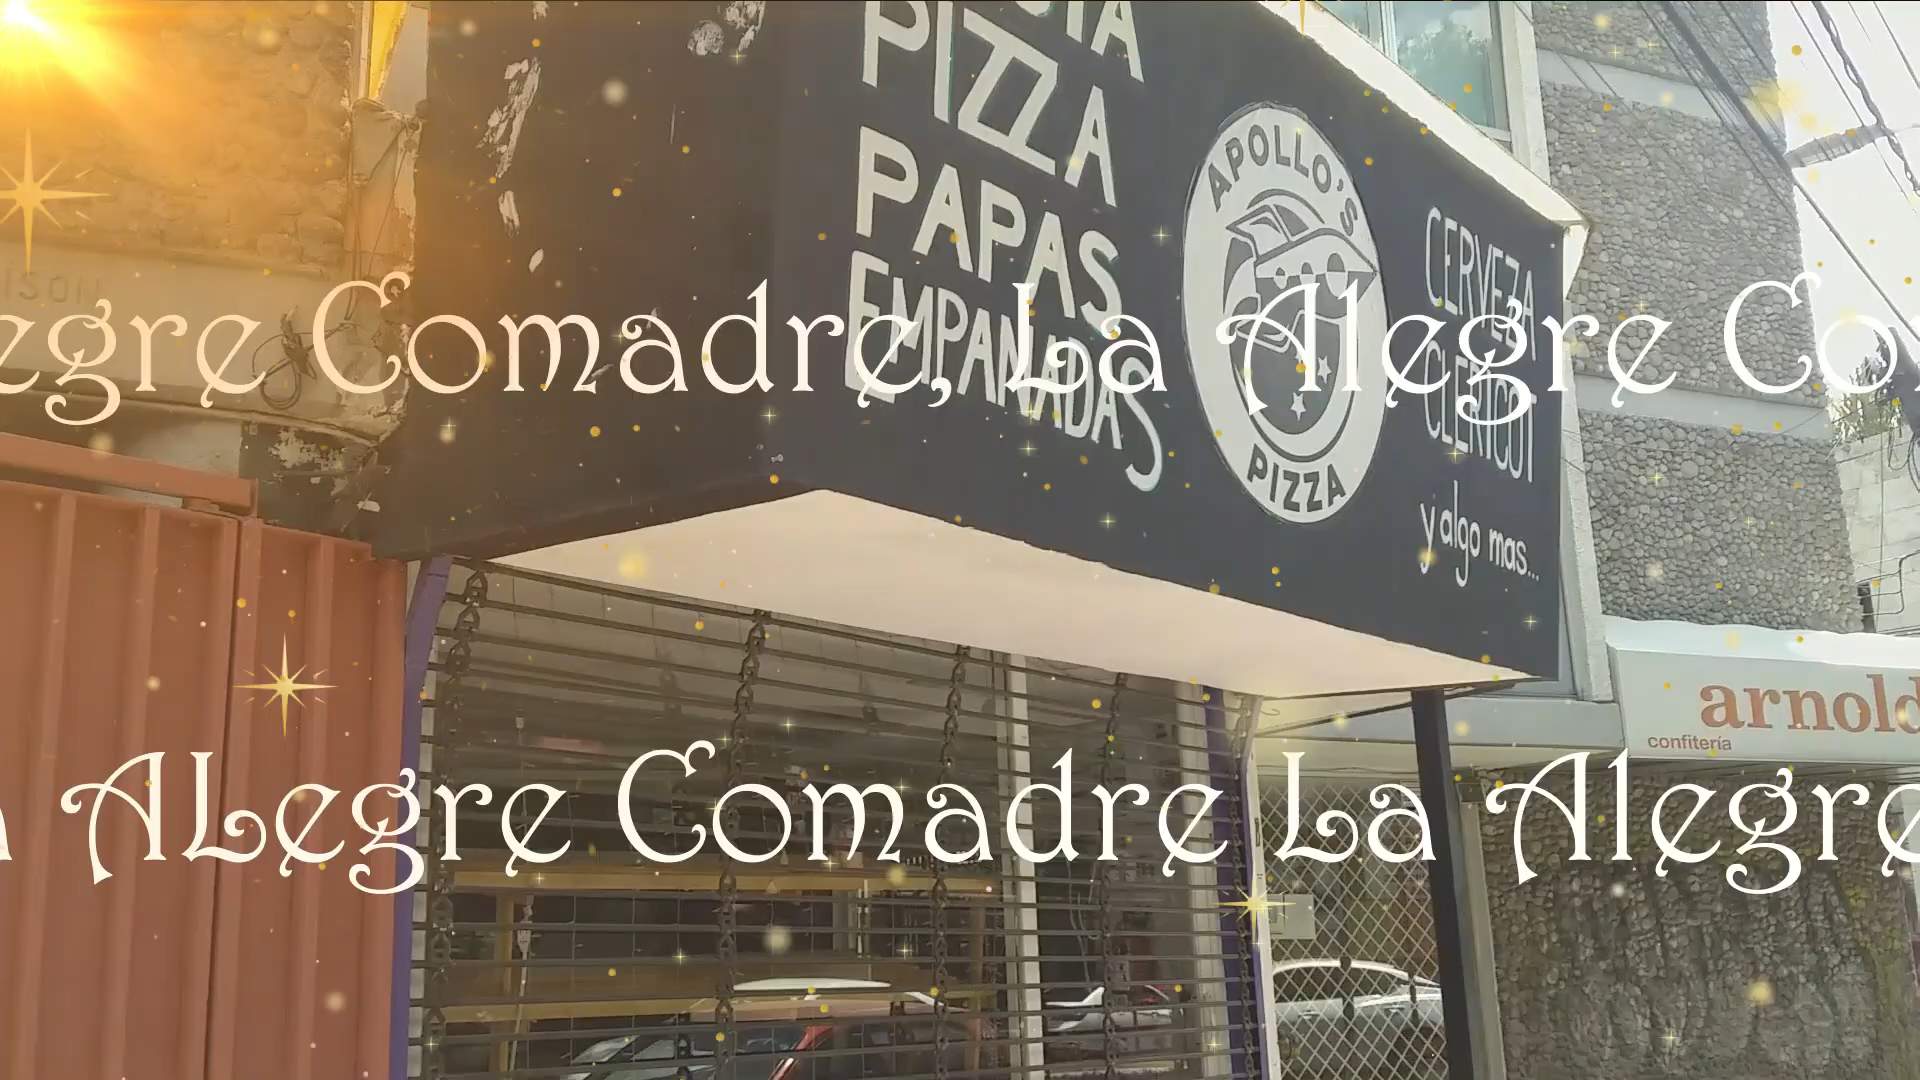 PIZZA
PAPAS
EMPANADAS
APOLLO'S
PIZZA
CERVEZA
CLERICOT
y algo mas...
egre Comadre, La Alegre Co
ALegre Comadre La Alegre
arnold
confitería